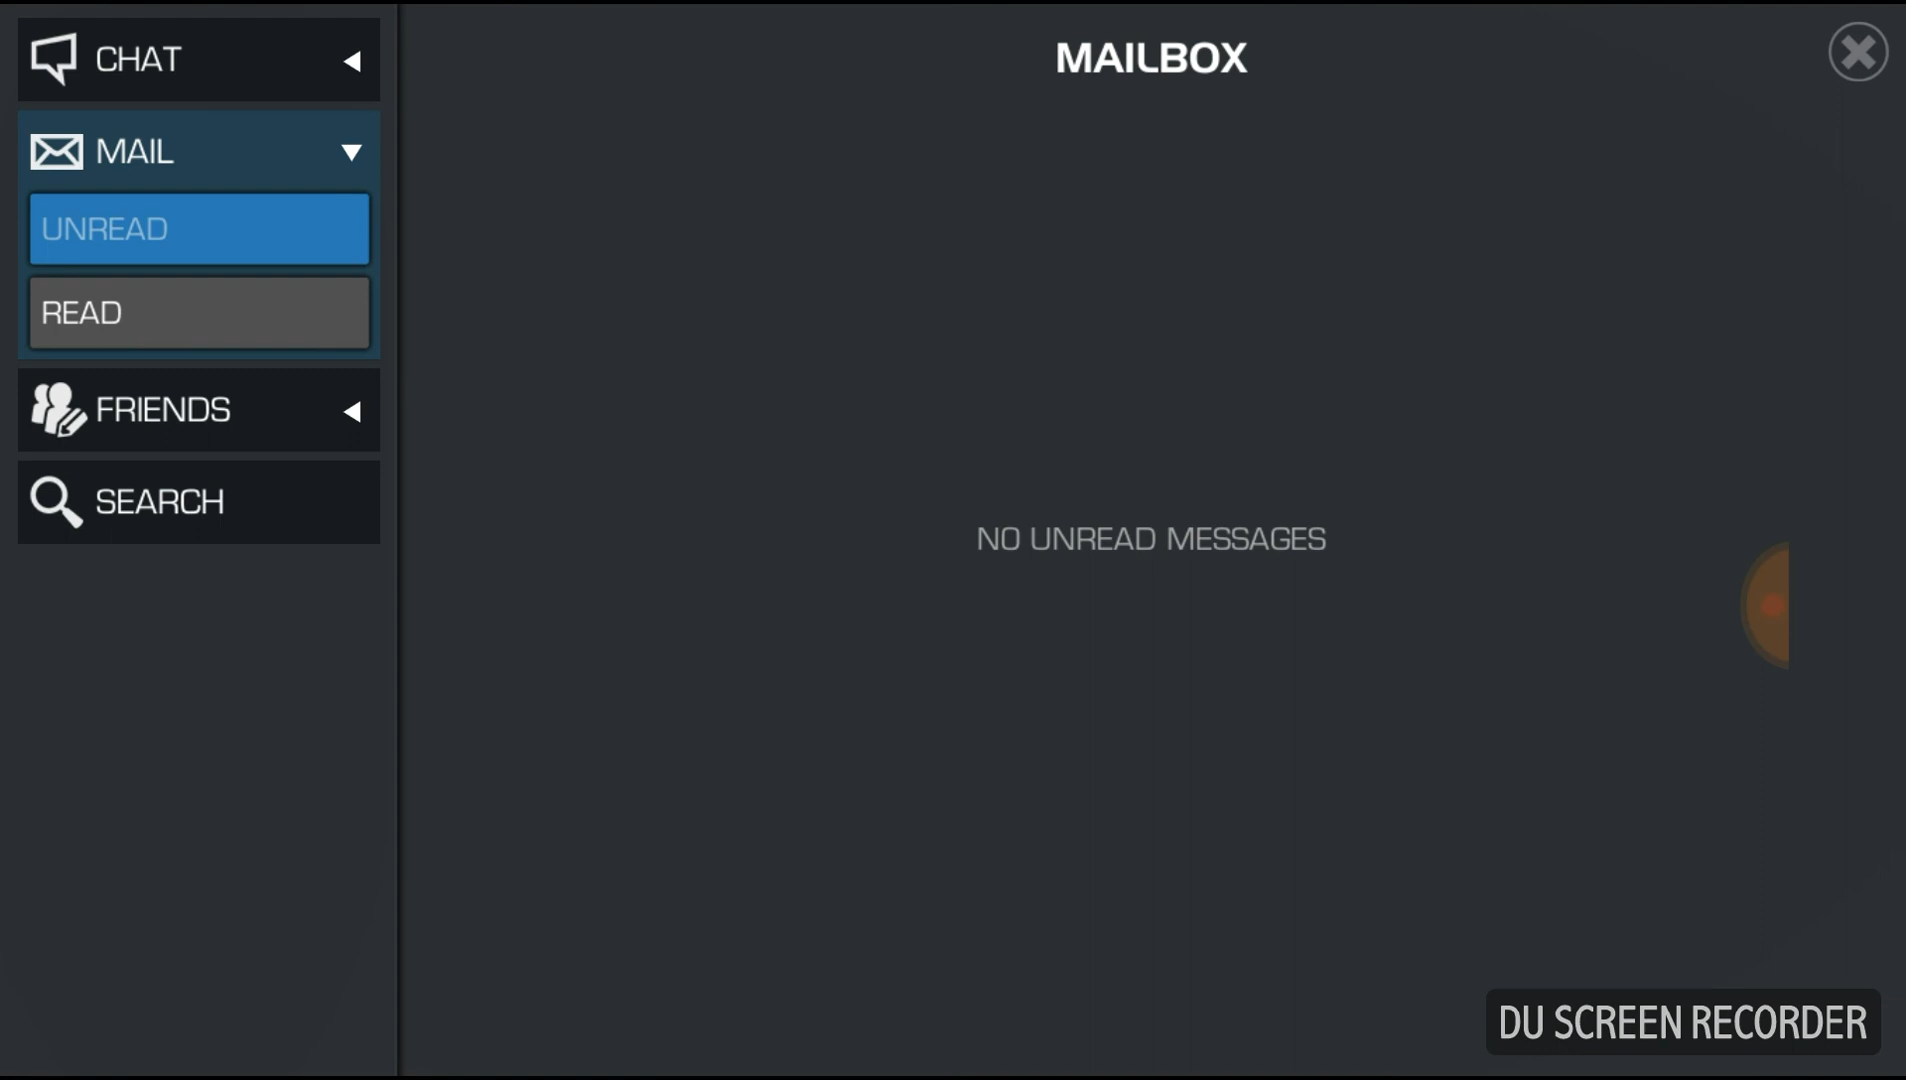 CHAT
MAILBOX
MAIL
UNREAD
READ
FRIENDS
SEARCH
NO UNREAD MESSAGES
DU SCREEN RECORDER